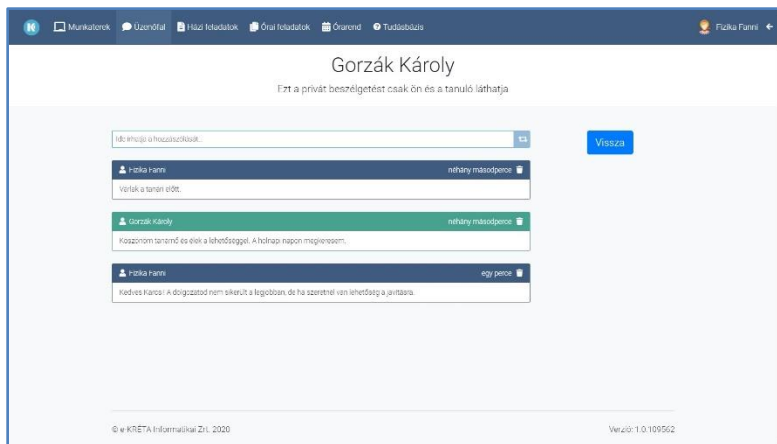 K Munkaterek Üzenőfal Házi feladatok Órai feladatok Órarend Tudásbázis Fizika Fanni
Gorzák Károly
Ezt a privát beszélgetést csak ön és a tanuló láthatja
Ide írhatja a hozzászólását... Vissza
Fizika Fanni néhány másodperce
Várlak a tanári előtt.
Gorzák Károly néhány másodperce
Köszönöm tanárnő és élek a lehetőséggel. A holnapi napon megkeresem.
Fizika Fanni egy perce
Kedves Karcsi! A dolgozatod nem sikerült a legjobban, de ha szeretnél van lehetőség a javításra.
© e-KRÉTA Informatikai Zrt. 2020 Verzió: 1.0.109562